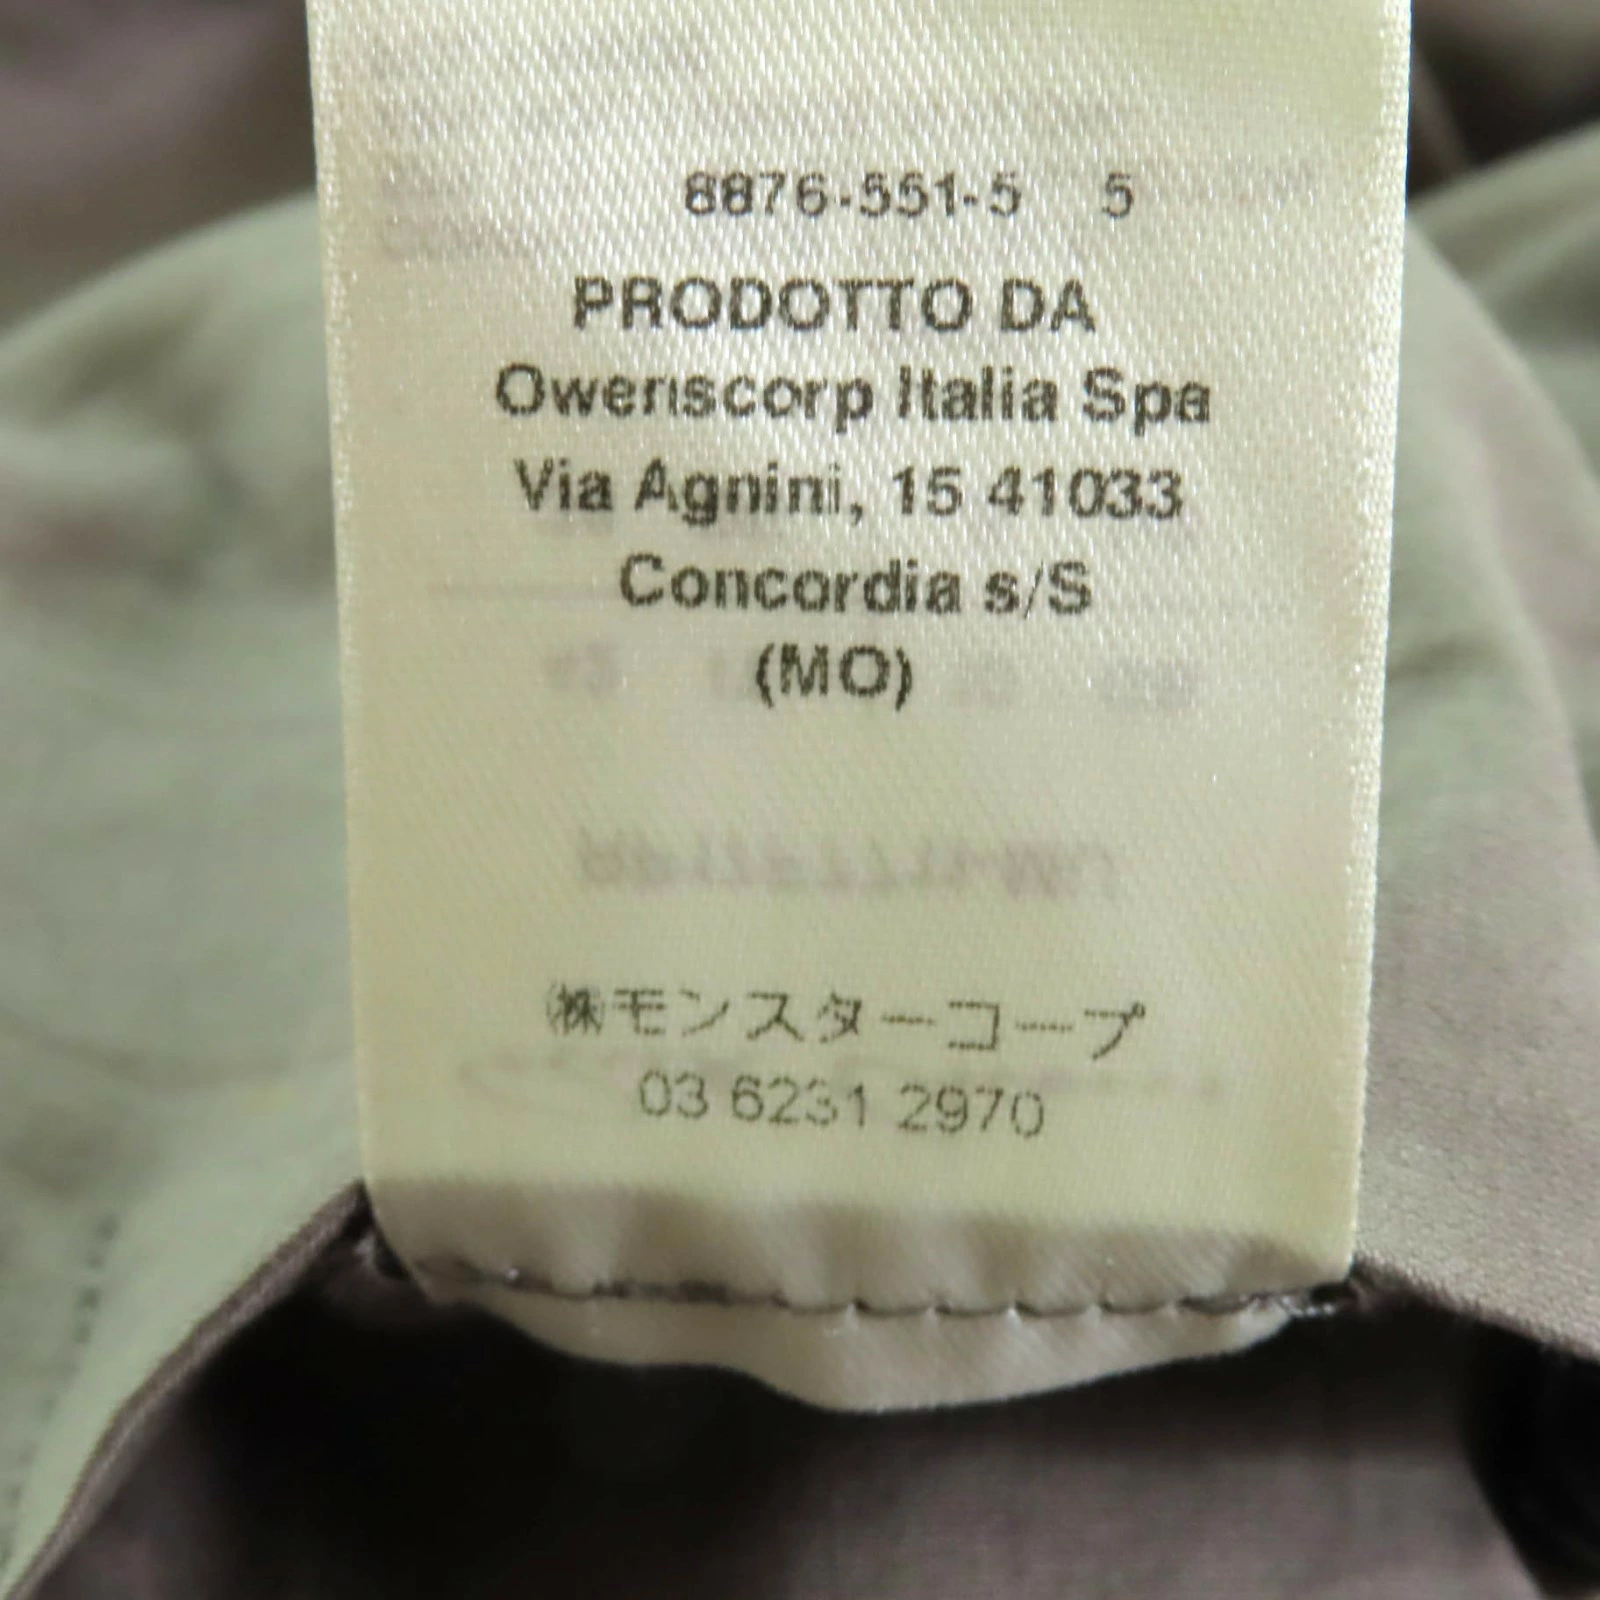 8876-551-5 5
PRODOTTO DA
Owenscorp Italia Spa
Via Agnini, 15 41033
Concordia s/S
(MO)
㈱モンスターコープ
03 6231 2970